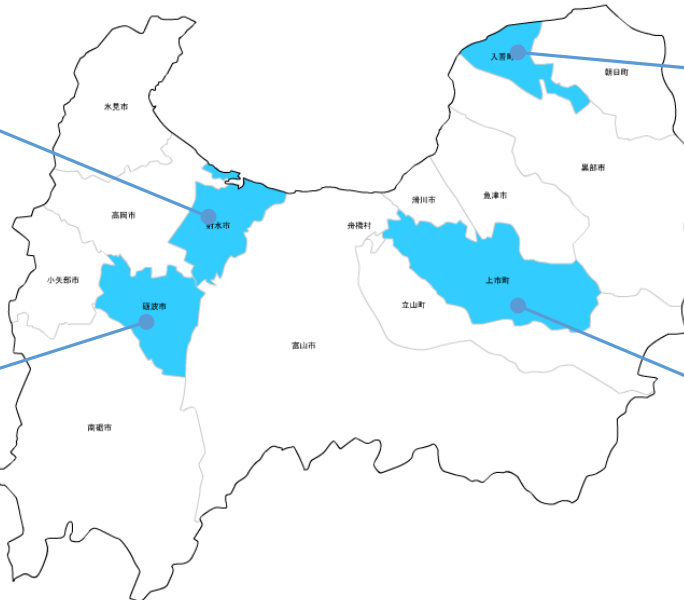 入善町
朝日町
氷見市
黒部市
魚津市
滑川市
高岡市
射水市
舟橋村
小矢部市
上市町
砺波市
立山町
富山市
南砺市